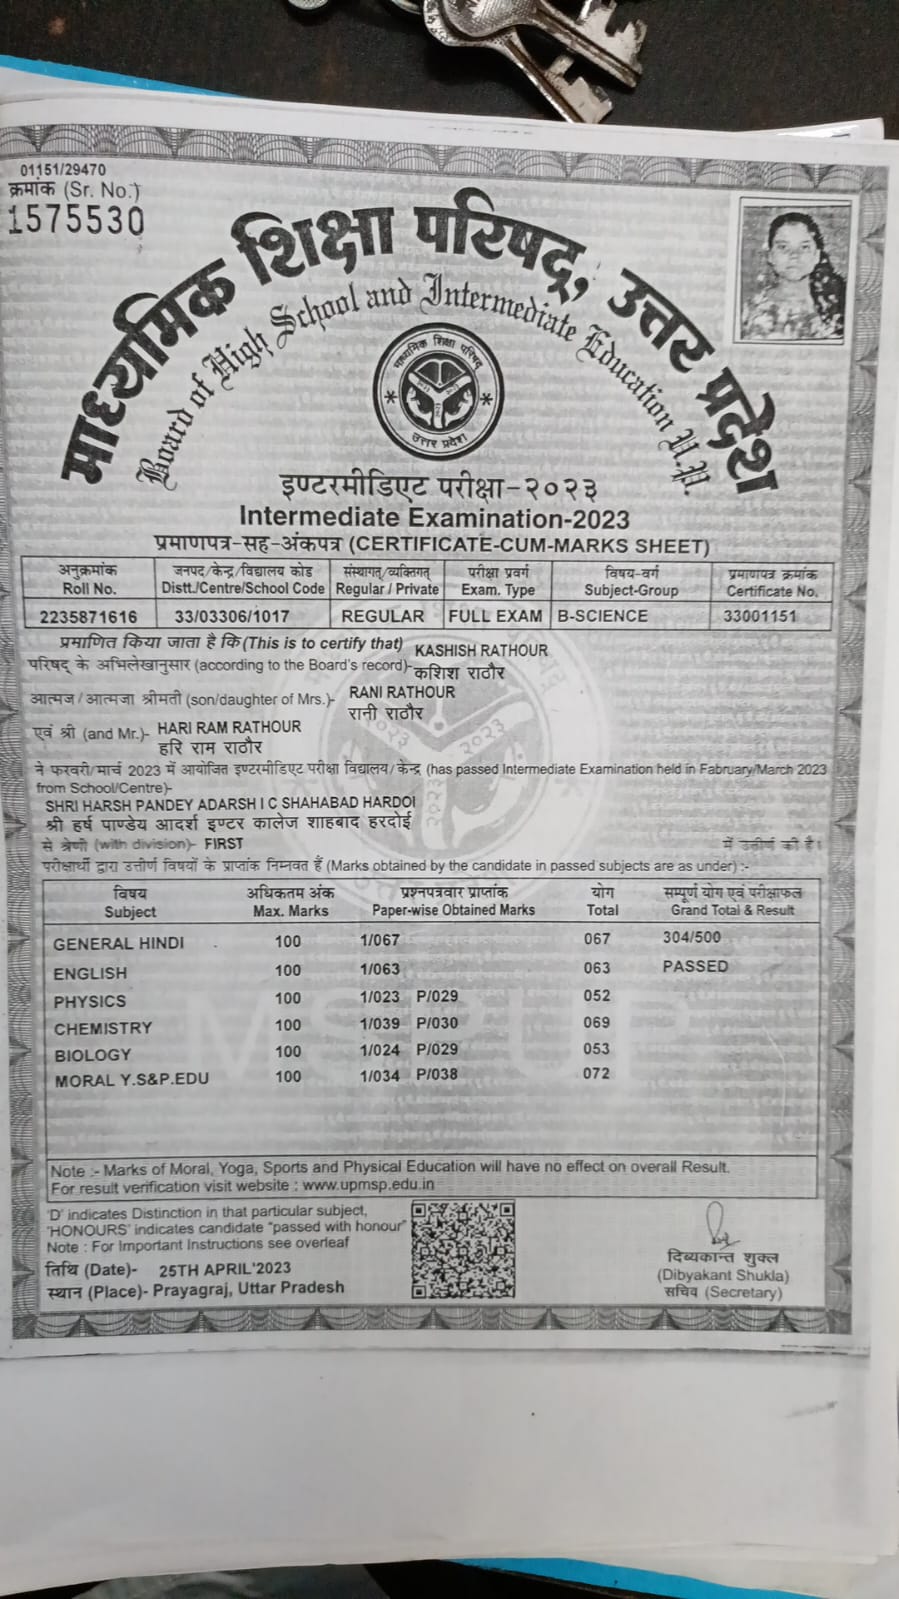 01151/29470
क्रमांक (Sr. No.)
1575530
माध्यमिक शिक्षा परिषद्, उत्तर प्रदेश
Board of High School and Intermediate Education U.P.
माध्यमिक शिक्षा परिषद्
उत्तर प्रदेश
इण्टरमीडिएट परीक्षा-२०२३
Intermediate Examination-2023
प्रमाणपत्र-सह-अंकपत्र (CERTIFICATE-CUM-MARKS SHEET)
अनुक्रमांक जनपद/केन्द्र/विद्यालय कोड संस्थागत/व्यक्तिगत परीक्षा प्रवर्ग विषय-वर्ग प्रमाणपत्र क्रमांक
Roll No. Distt./Centre/School Code Regular / Private Exam. Type Subject-Group Certificate No.
2235871616 33/03306/1017 REGULAR FULL EXAM B-SCIENCE 33001151
प्रमाणित किया जाता है कि (This is to certify that) KASHISH RATHOUR
परिषद् के अभिलेखानुसार (according to the Board's record)- कशिश राठौर
आत्मज/आत्मजा श्रीमती (son/daughter of Mrs.)- RANI RATHOUR
रानी राठौर
एवं श्री (and Mr.)- HARI RAM RATHOUR
हरि राम राठौर
ने फरवरी/मार्च 2023 में आयोजित इण्टरमीडिएट परीक्षा विद्यालय/केन्द्र (has passed Intermediate Examination held in Fabruary/March 2023
from School/Centre)-
SHRI HARSH PANDEY ADARSH I C SHAHABAD HARDOI
श्री हर्ष पाण्डेय आदर्श इण्टर कालेज शाहबाद हरदोई
से श्रेणी (with division)- FIRST में उत्तीर्ण की है।
परीक्षार्थी द्वारा उत्तीर्ण विषयों के प्राप्तांक निम्नवत हैं (Marks obtained by the candidate in passed subjects are as under) :-
विषय अधिकतम अंक प्रश्नपत्रवार प्राप्तांक योग सम्पूर्ण योग एवं परीक्षाफल
Subject Max. Marks Paper-wise Obtained Marks Total Grand Total & Result
GENERAL HINDI 100 1/067 067 304/500
ENGLISH 100 1/063 063 PASSED
PHYSICS 100 1/023 P/029 052
CHEMISTRY 100 1/039 P/030 069
BIOLOGY 100 1/024 P/029 053
MORAL Y.S&P.EDU 100 1/034 P/038 072
Note :- Marks of Moral, Yoga, Sports and Physical Education will have no effect on overall Result.
For result verification visit website : www.upmsp.edu.in
'D' indicates Distinction in that particular subject,
'HONOURS' indicates candidate "passed with honour"
Note : For Important Instructions see overleaf
तिथि (Date)- 25TH APRIL'2023
स्थान (Place)- Prayagraj, Uttar Pradesh
दिव्यकान्त शुक्ल
(Dibyakant Shukla)
सचिव (Secretary)